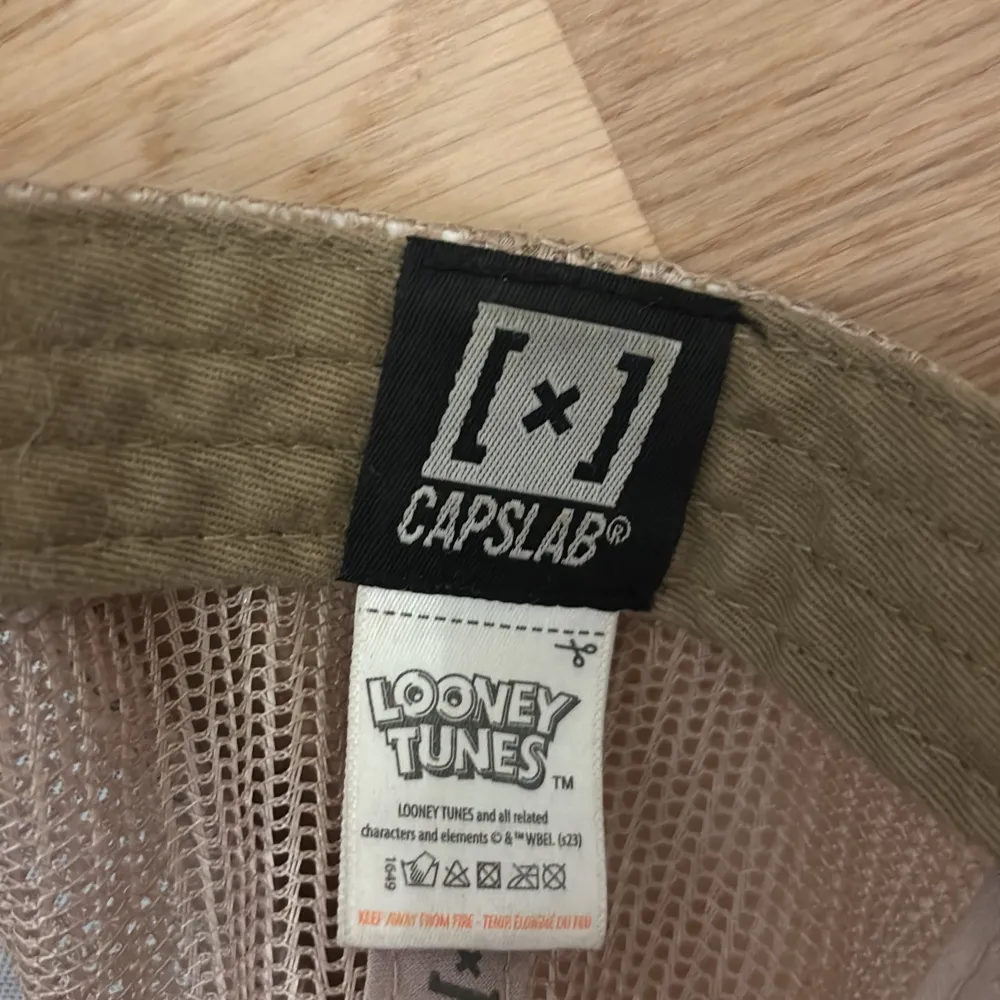 [×]
CAPSLAB®
LOONEY
TUNES ™
LOONEY TUNES and all related
characters and elements © & ™ WBEI. (s23)
1649
KEEP AWAY FROM FIRE - TENIR ÉLOIGNÉ DU FEU